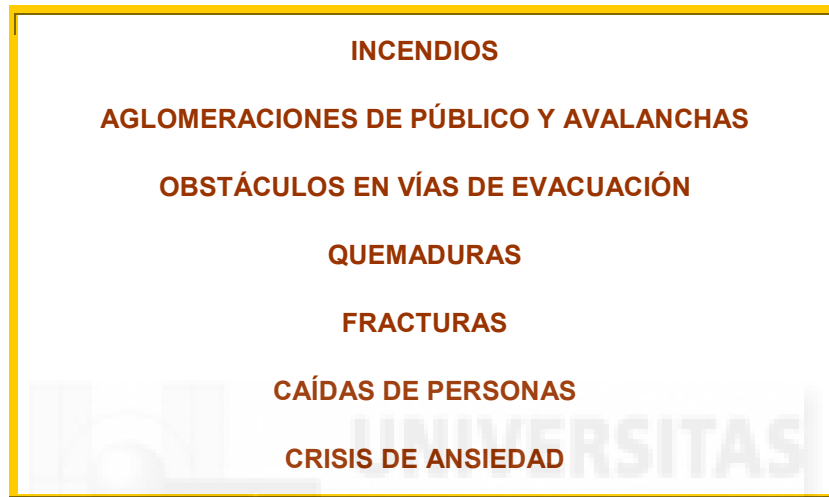 INCENDIOS
AGLOMERACIONES DE PÚBLICO Y AVALANCHAS
OBSTÁCULOS EN VÍAS DE EVACUACIÓN
QUEMADURAS
FRACTURAS
CAÍDAS DE PERSONAS
UNIVERSITAS
CRISIS DE ANSIEDAD